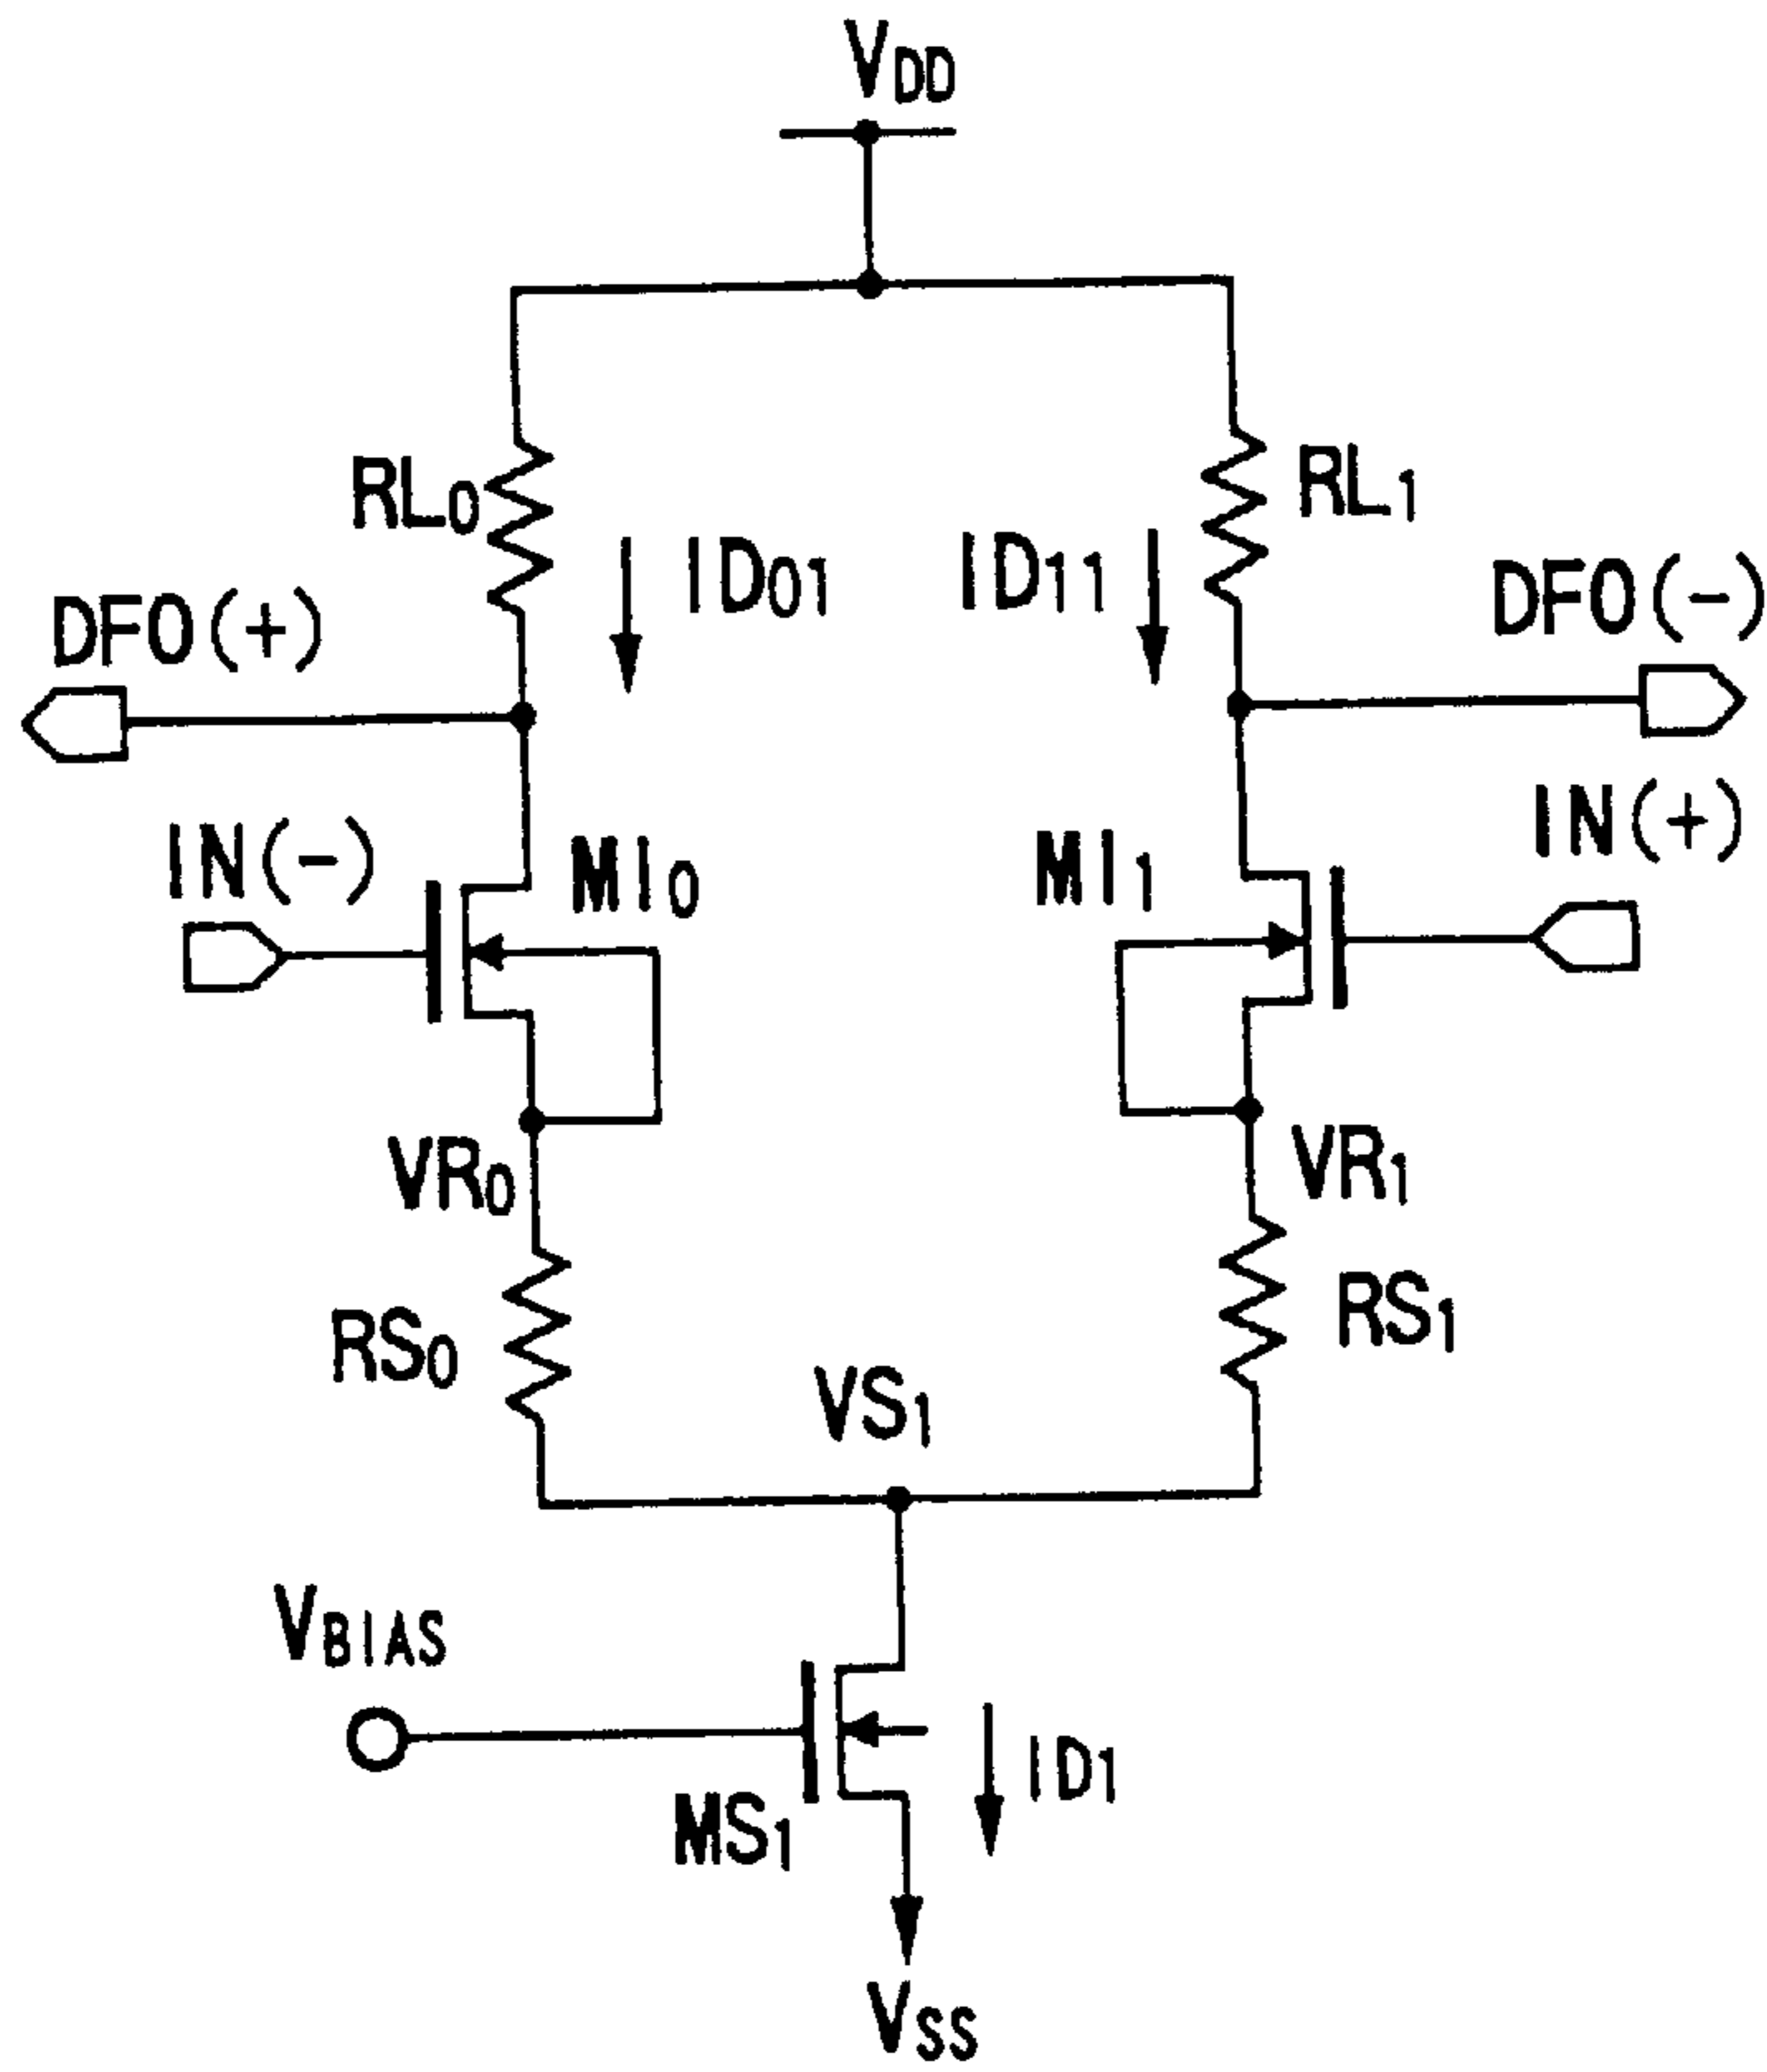 VDD
RL0
ID01
ID11
RL1
DFO(+)
DFO(-)
IN(-)
MI0
MI1
IN(+)
VR0
VR1
RS0
RS1
VS1
VBIAS
MS1
ID1
VSS